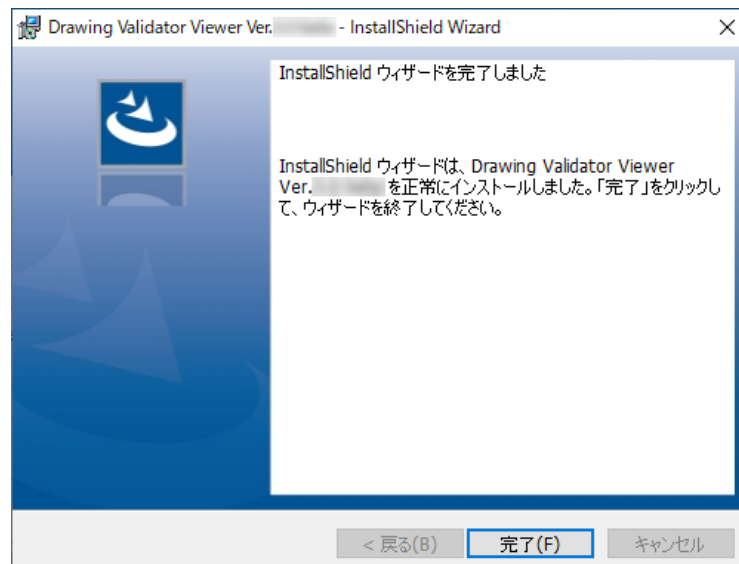 Drawing Validator Viewer Ver. - InstallShield Wizard
InstallShield ウィザードを完了しました
InstallShield ウィザードは、Drawing Validator Viewer
Ver. を正常にインストールしました。「完了」をクリックし
て、ウィザードを終了してください。
< 戻る(B)
完了(F)
キャンセル